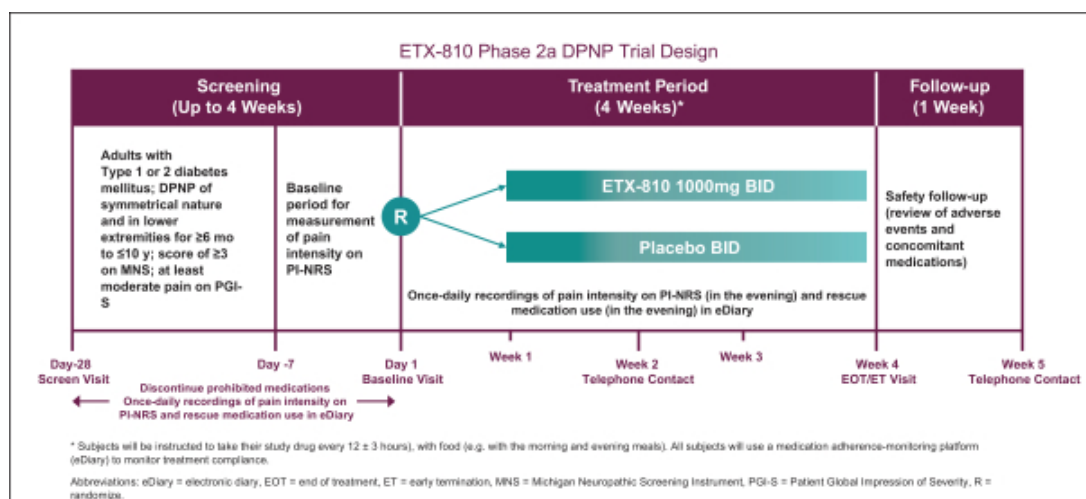 ETX-810 Phase 2a DPNP Trial Design
Screening
(Up to 4 Weeks)
Treatment Period
(4 Weeks)*
Follow-up
(1 Week)
Adults with
Type 1 or 2 diabetes
mellitus; DPNP of
symmetrical nature
and in lower
extremities for ≥6 mo
to ≤10 y; score of ≥3
on MNS; at least
moderate pain on PGI-
S
Baseline
period for
measurement
of pain
intensity on
PI-NRS
R
ETX-810 1000mg BID
Placebo BID
Once-daily recordings of pain intensity on PI-NRS (in the evening) and rescue
medication use (in the evening) in eDiary
Safety follow-up
(review of adverse
events and
concomitant
medications)
Day-28
Screen Visit
Day -7
Day 1
Baseline Visit
Week 1
Week 2
Telephone Contact
Week 3
Week 4
EOT/ET Visit
Week 5
Telephone Contact
Discontinue prohibited medications
Once-daily recordings of pain intensity on
PI-NRS and rescue medication use in eDiary
* Subjects will be instructed to take their study drug every 12 ± 3 hours), with food (e.g. with the morning and evening meals). All subjects will use a medication adherence-monitoring platform
(eDiary) to monitor treatment compliance.
Abbreviations: eDiary = electronic diary, EOT = end of treatment, ET = early termination, MNS = Michigan Neuropathic Screening Instrument, PGI-S = Patient Global Impression of Severity, R =
randomize.